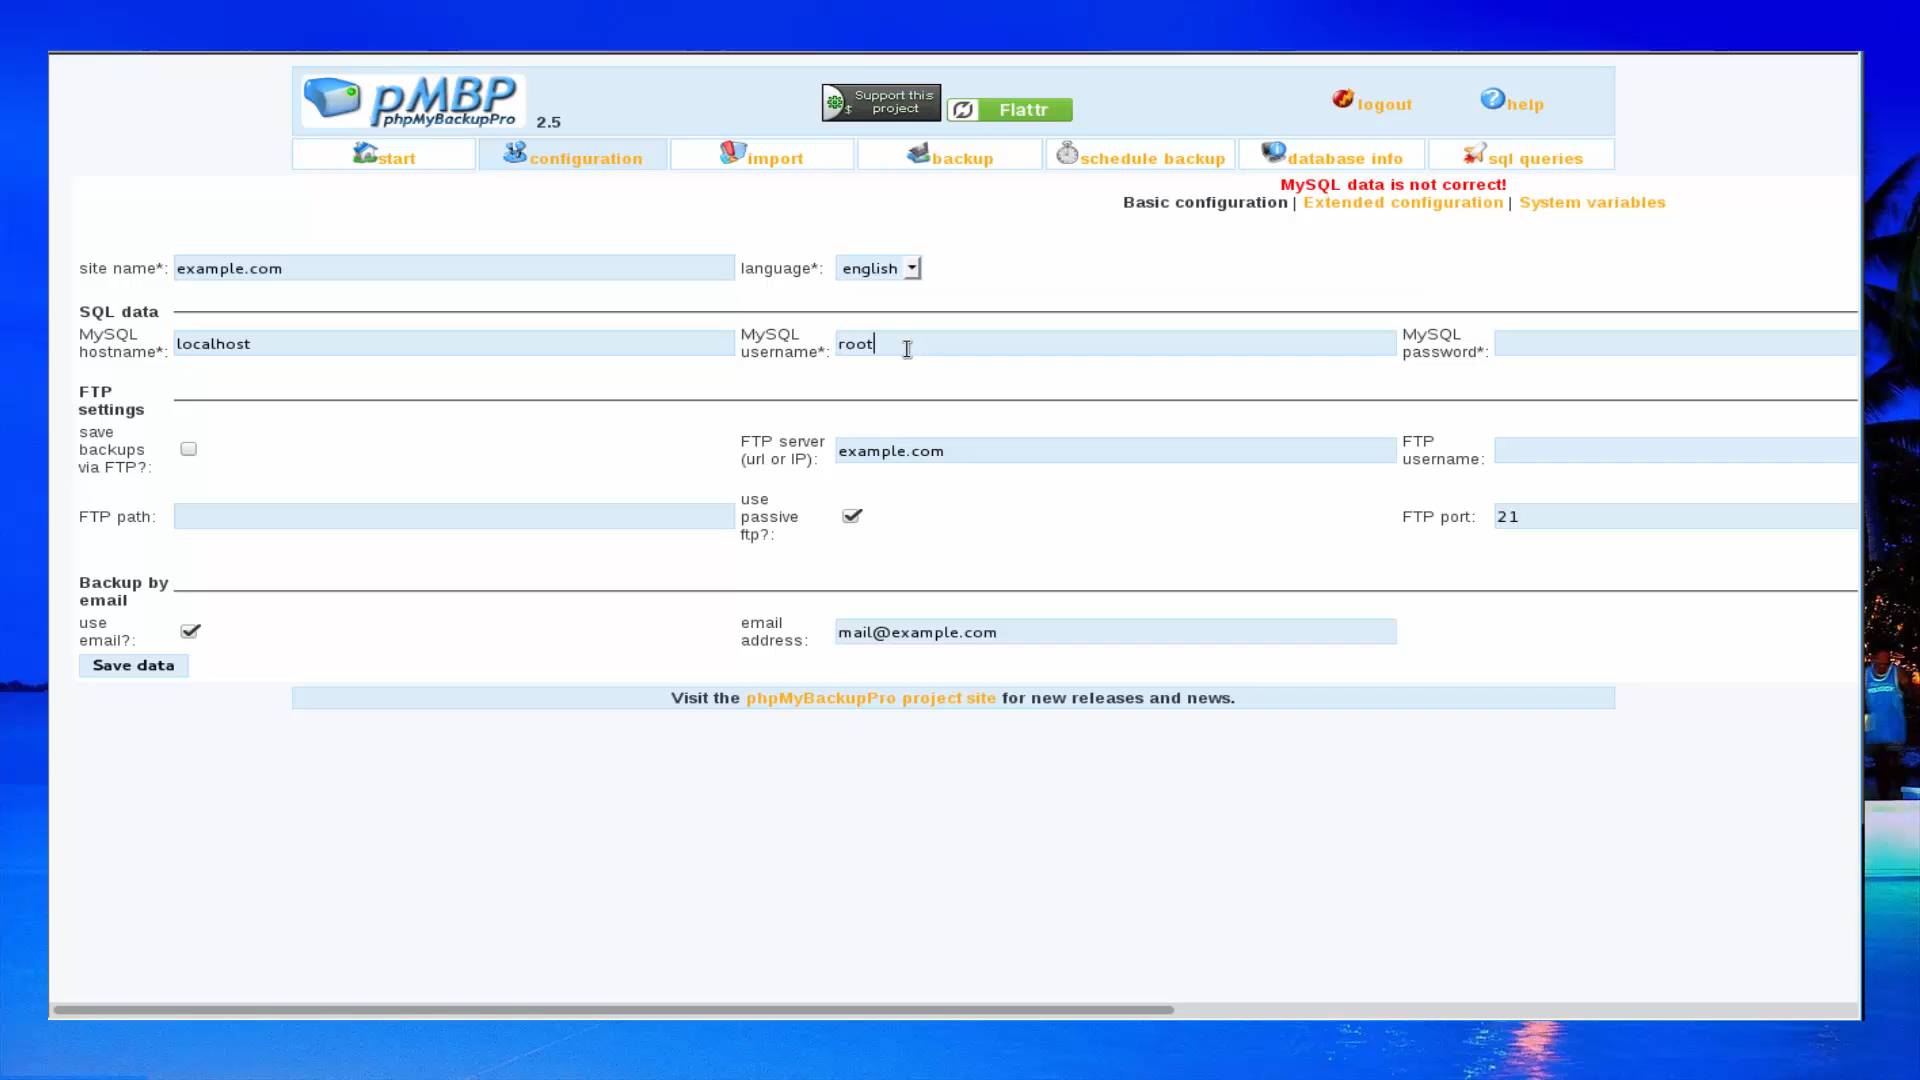 pMBP
phpMyBackupPro
2.5
Support this
project
$
Flattr
logout
help
start
configuration
import
backup
schedule backup
database info
sql queries
MySQL data is not correct!
Basic configuration | Extended configuration | System variables
site name*: example.com language*: english
SQL data
MySQL
hostname*: localhost
MySQL
username*: root
MySQL
password*:
FTP
settings
save
backups
via FTP?:
FTP server
(url or IP): example.com
FTP
username:
FTP path:
use
passive
ftp?:
FTP port: 21
Backup by
email
use
email?:
email
address: mail@example.com
Save data
Visit the phpMyBackupPro project site for new releases and news.